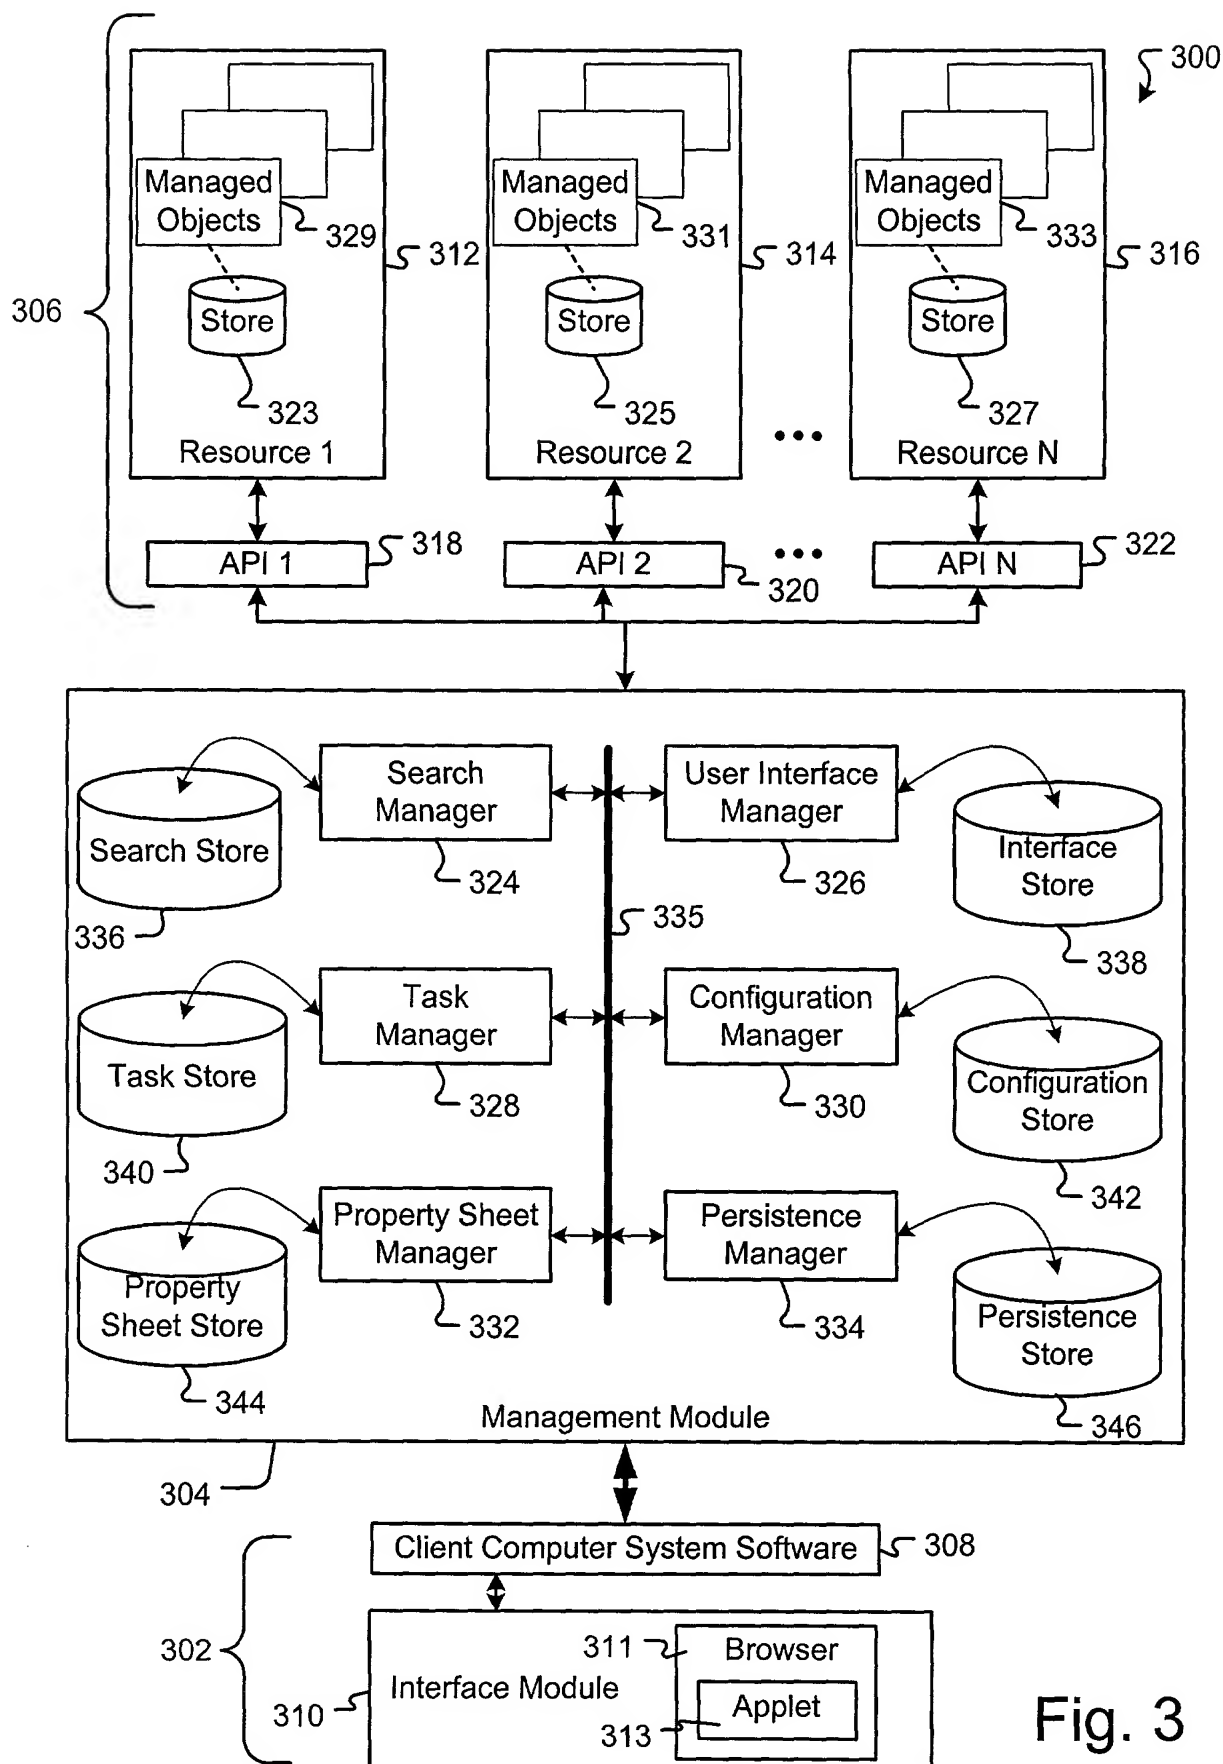 300
Managed
Objects
329
312
Managed
Objects
331
314
Managed
Objects
333
316
306
Store
323
Store
325
Store
327
Resource 1
Resource 2
•••
Resource N
API 1
318
API 2
320
•••
API N
322
Search
Manager
324
User Interface
Manager
326
Search Store
336
Interface
Store
338
335
Task
Manager
328
Configuration
Manager
330
Task Store
340
Configuration
Store
342
Property Sheet
Manager
332
Persistence
Manager
334
Property
Sheet Store
344
Persistence
Store
346
Management Module
304
Client Computer System Software
308
302
311
Browser
Interface Module
310
Applet
313
Fig. 3